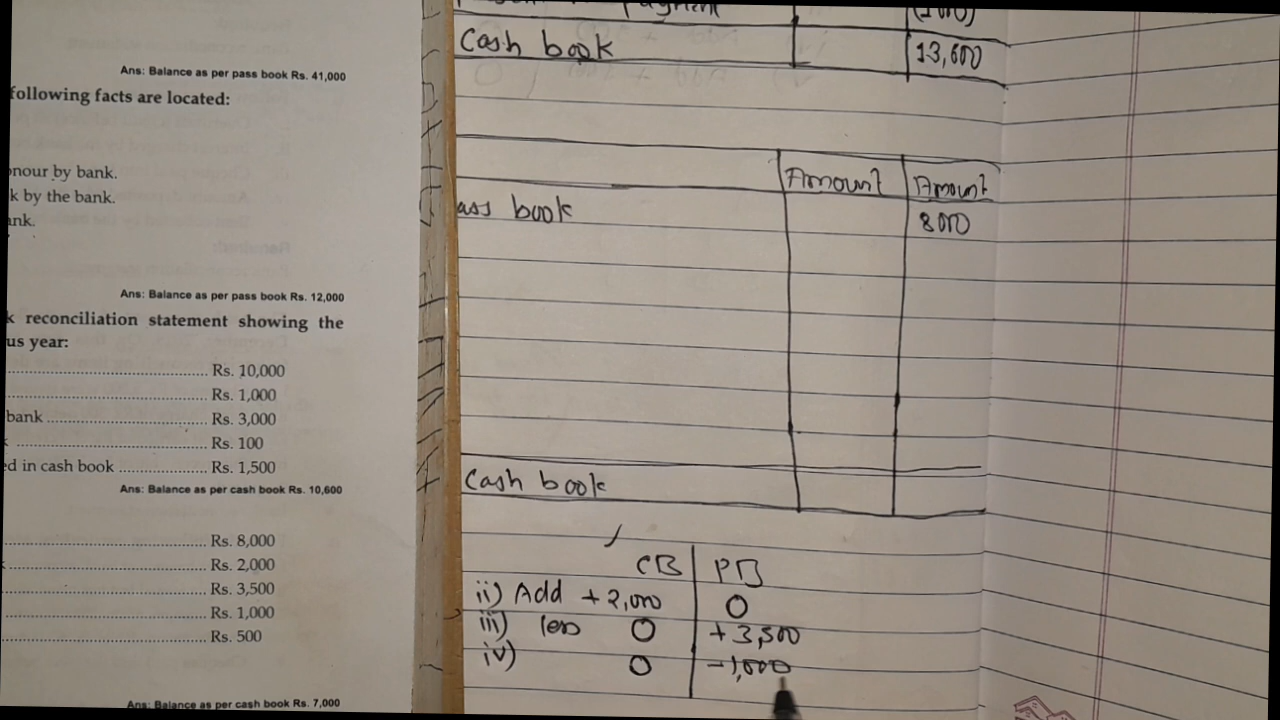 Ans: Balance as per pass book Rs. 41,000
following facts are located:
nour by bank.
k by the bank.
ank.
Ans: Balance as per pass book Rs. 12,000
k reconciliation statement showing the
us year:
Rs. 10,000
Rs. 1,000
bank Rs. 3,000
Rs. 100
ed in cash book Rs. 1,500
Ans: Balance as per cash book Rs. 10,600
Rs. 8,000
Rs. 2,000
Rs. 3,500
Rs. 1,000
Rs. 500
Ans: Balance as per cash book Rs. 7,000
Cash book 13,600
Amount Amount
ass book 8000
Cash book
CB PB
ii) Add +2,000 0
iii) less 0 +3,500
iv) 0 -1,000